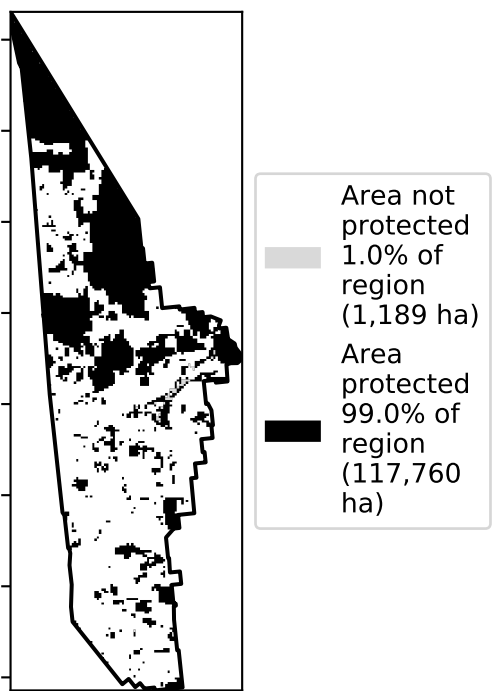 Area not
protected
1.0% of
region
(1,189 ha)
Area
protected
99.0% of
region
(117,760
ha)